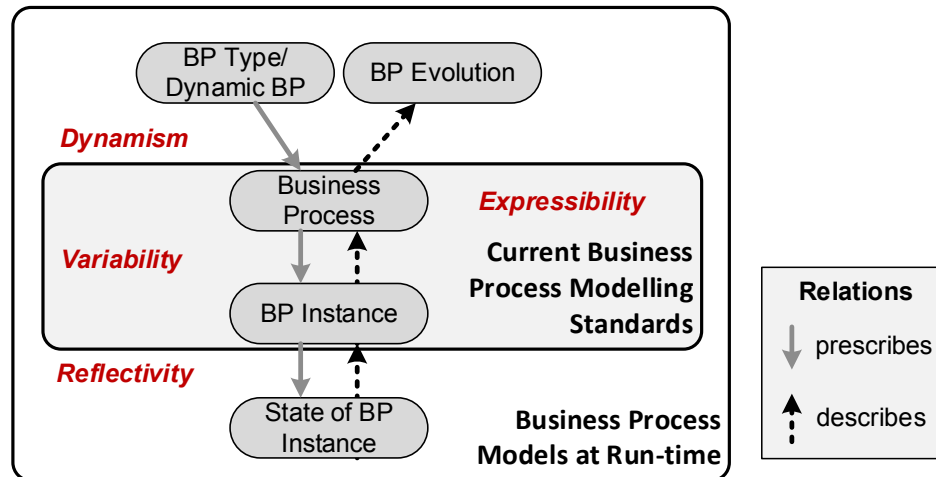 BP Type/
Dynamic BP
BP Evolution
Dynamism
Business
Process
Expressibility
Variability
Current Business
Process Modelling
Standards
BP Instance
Reflectivity
State of BP
Instance
Business Process
Models at Run-time
Relations
prescribes
describes